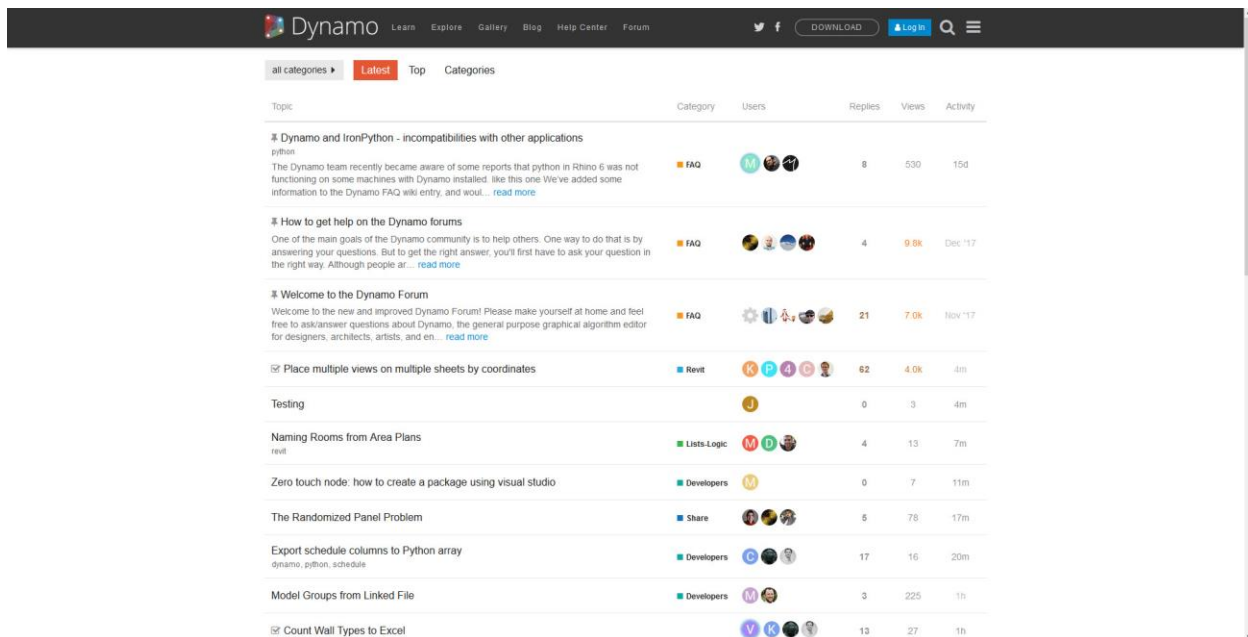 Dynamo Learn Explore Gallery Blog Help Center Forum DOWNLOAD Log In
all categories Latest Top Categories
Topic Category Users Replies Views Activity
Dynamo and IronPython - incompatibilities with other applications
python
The Dynamo team recently became aware of some reports that python in Rhino 6 was not
functioning on some machines with Dynamo installed. like this one We've added some
information to the Dynamo FAQ wiki entry, and woul... read more
FAQ M 8 530 15d
How to get help on the Dynamo forums
One of the main goals of the Dynamo community is to help others. One way to do that is by
answering your questions. But to get the right answer, you'll first have to ask your question in
the right way. Although people ar... read more
FAQ 4 9.8k Dec '17
Welcome to the Dynamo Forum
Welcome to the new and improved Dynamo Forum! Please make yourself at home and feel
free to ask/answer questions about Dynamo, the general purpose graphical algorithm editor
for designers, architects, artists, and en... read more
FAQ 21 7.0k Nov '17
Place multiple views on multiple sheets by coordinates Revit K P 4 C 62 4.0k 4m
Testing J 0 3 4m
Naming Rooms from Area Plans
revit
Lists-Logic M D 4 13 7m
Zero touch node: how to create a package using visual studio Developers M 0 7 11m
The Randomized Panel Problem Share 5 78 17m
Export schedule columns to Python array
dynamo, python, schedule
Developers C 17 16 20m
Model Groups from Linked File Developers M 3 225 1h
Count Wall Types to Excel V K 13 27 1h